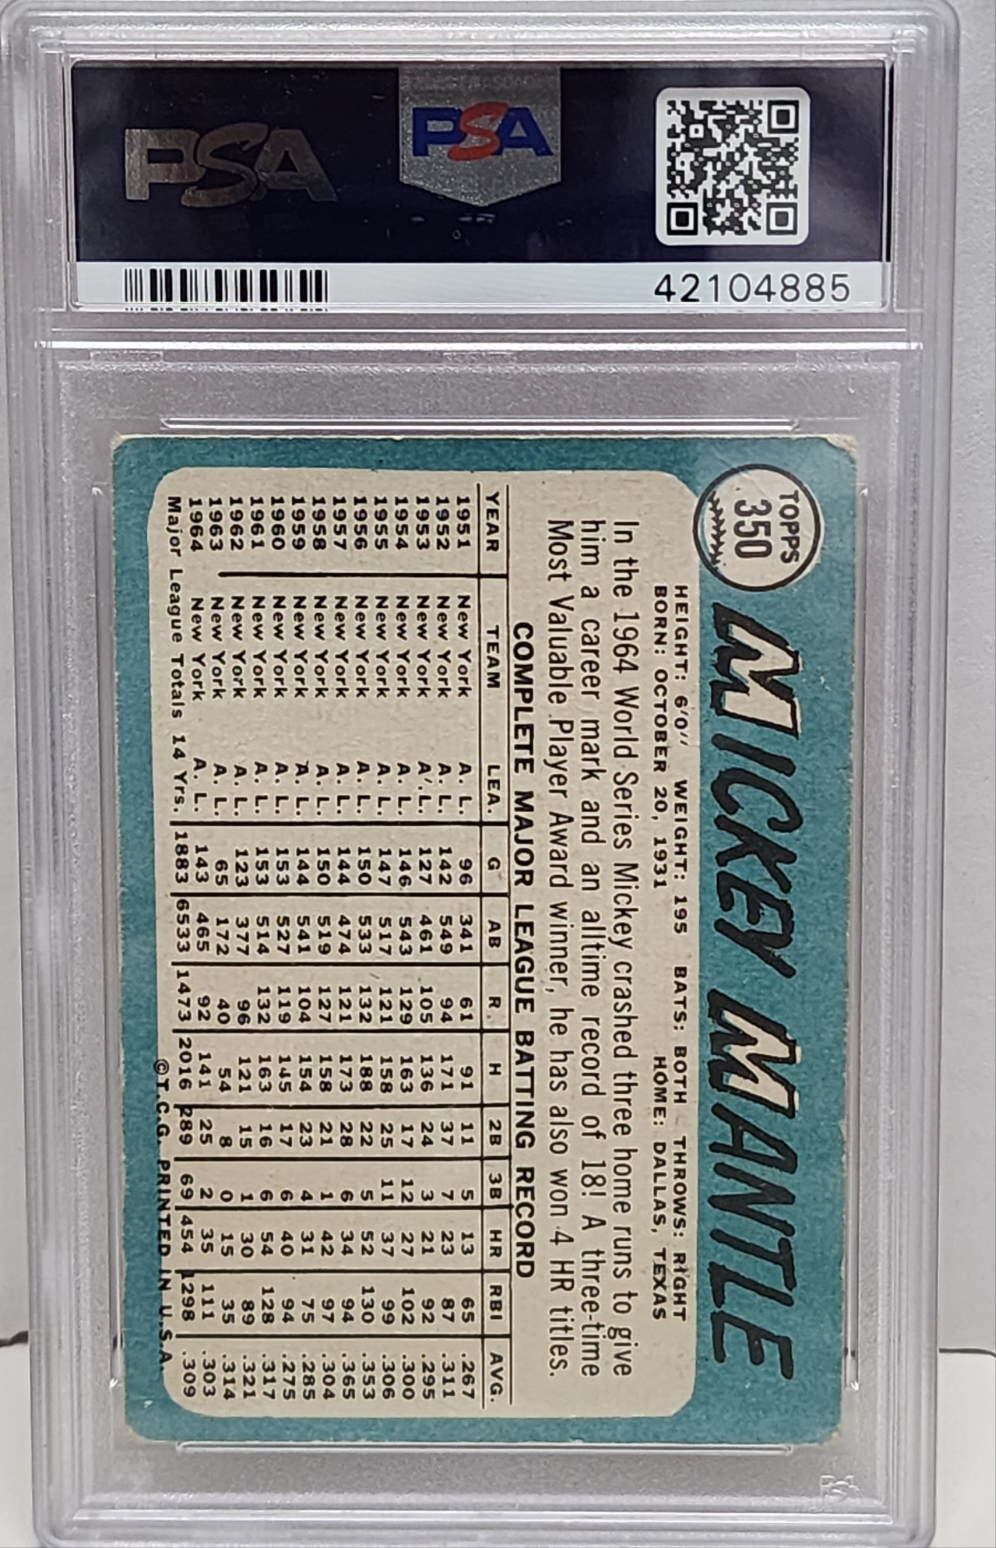 PSA
PSA
42104885
TOPPS
350
MICKEY MANTLE
HEIGHT: 6'0" WEIGHT: 195 BATS: BOTH THROWS: RIGHT
BORN: OCTOBER 20, 1931 HOME: DALLAS, TEXAS
In the 1964 World Series Mickey crashed three home runs to give
him a career mark and an alltime record of 18! A three-time
Most Valuable Player Award winner, he has also won 4 HR titles.
COMPLETE MAJOR LEAGUE BATTING RECORD
YEAR TEAM LEA. G AB R H 2B 3B HR RBI AVG.
1951 New York A. L. 96 341 61 91 11 5 13 65 .267
1952 New York A. L. 142 549 94 171 37 7 23 87 .311
1953 New York A. L. 127 461 105 136 24 3 21 92 .295
1954 New York A. L. 146 543 129 163 17 12 27 102 .300
1955 New York A. L. 147 517 121 158 25 11 37 99 .306
1956 New York A. L. 150 533 132 188 22 5 52 130 .353
1957 New York A. L. 144 474 121 173 28 6 34 94 .365
1958 New York A. L. 150 519 127 158 21 1 42 97 .304
1959 New York A. L. 144 541 104 154 23 4 31 75 .285
1960 New York A. L. 153 527 119 145 17 6 40 94 .275
1961 New York A. L. 153 514 132 163 16 6 54 128 .317
1962 New York A. L. 123 377 96 121 15 1 30 89 .321
1963 New York A. L. 65 172 40 54 8 0 15 35 .314
1964 New York A. L. 143 465 92 141 25 2 35 111 .303
Major League Totals 14 Yrs. 1883 6533 1473 2016 289 69 454 1298 .309
©T.C.G. PRINTED IN U.S.A.
PSA